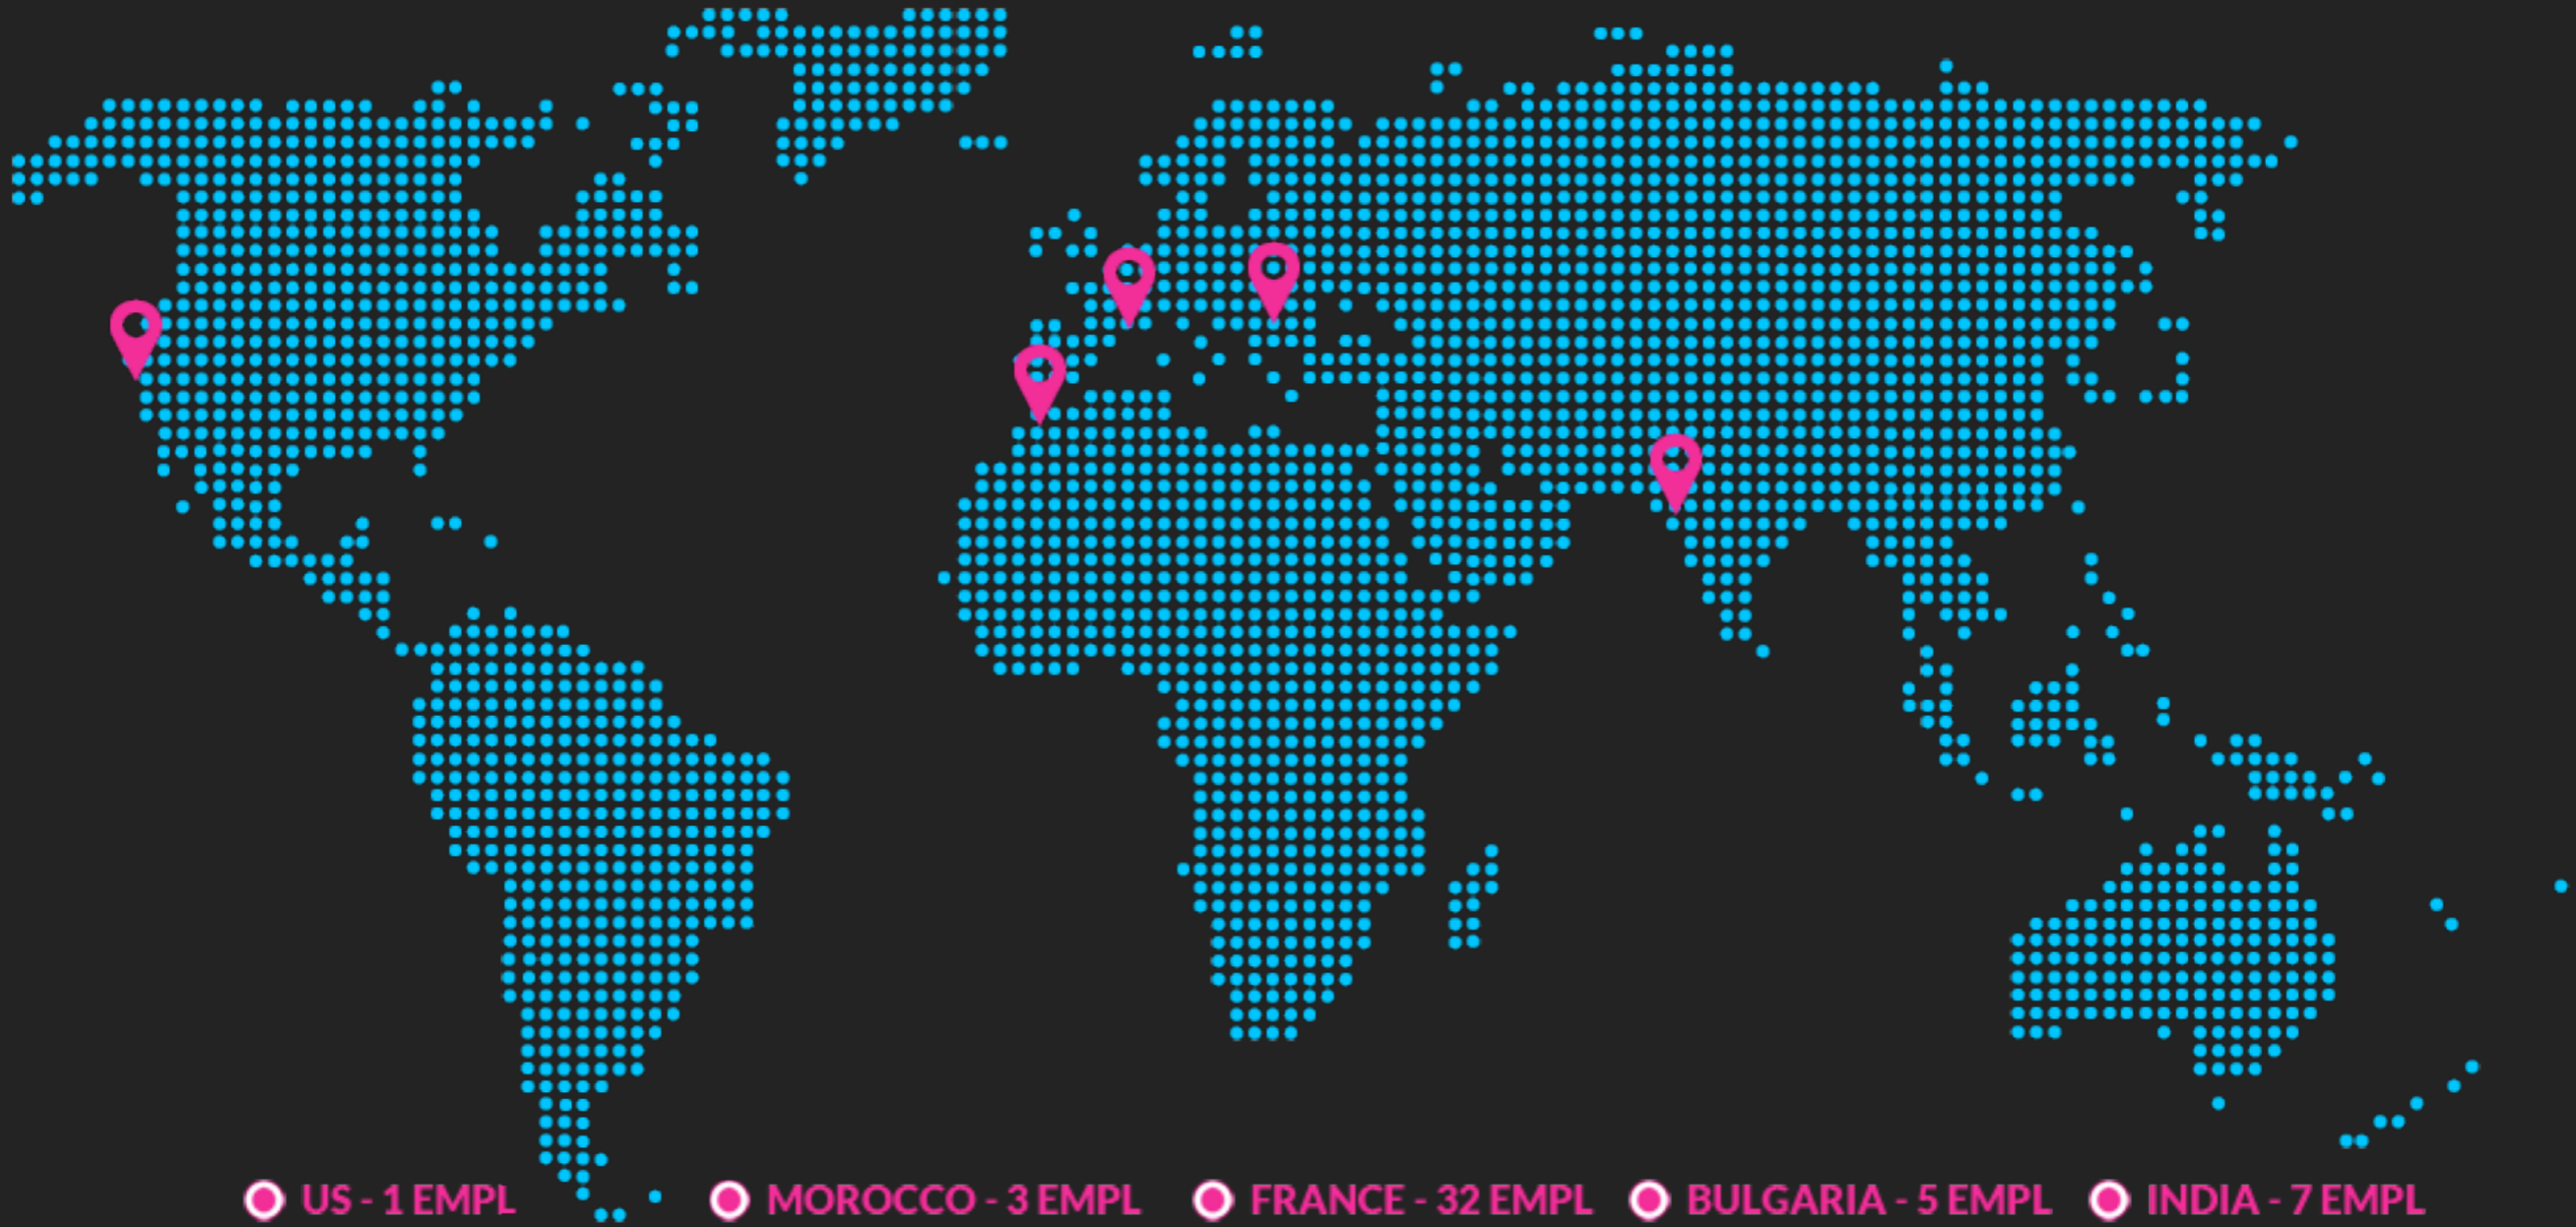 US - 1 EMPL MOROCCO - 3 EMPL FRANCE - 32 EMPL BULGARIA - 5 EMPL INDIA - 7 EMPL